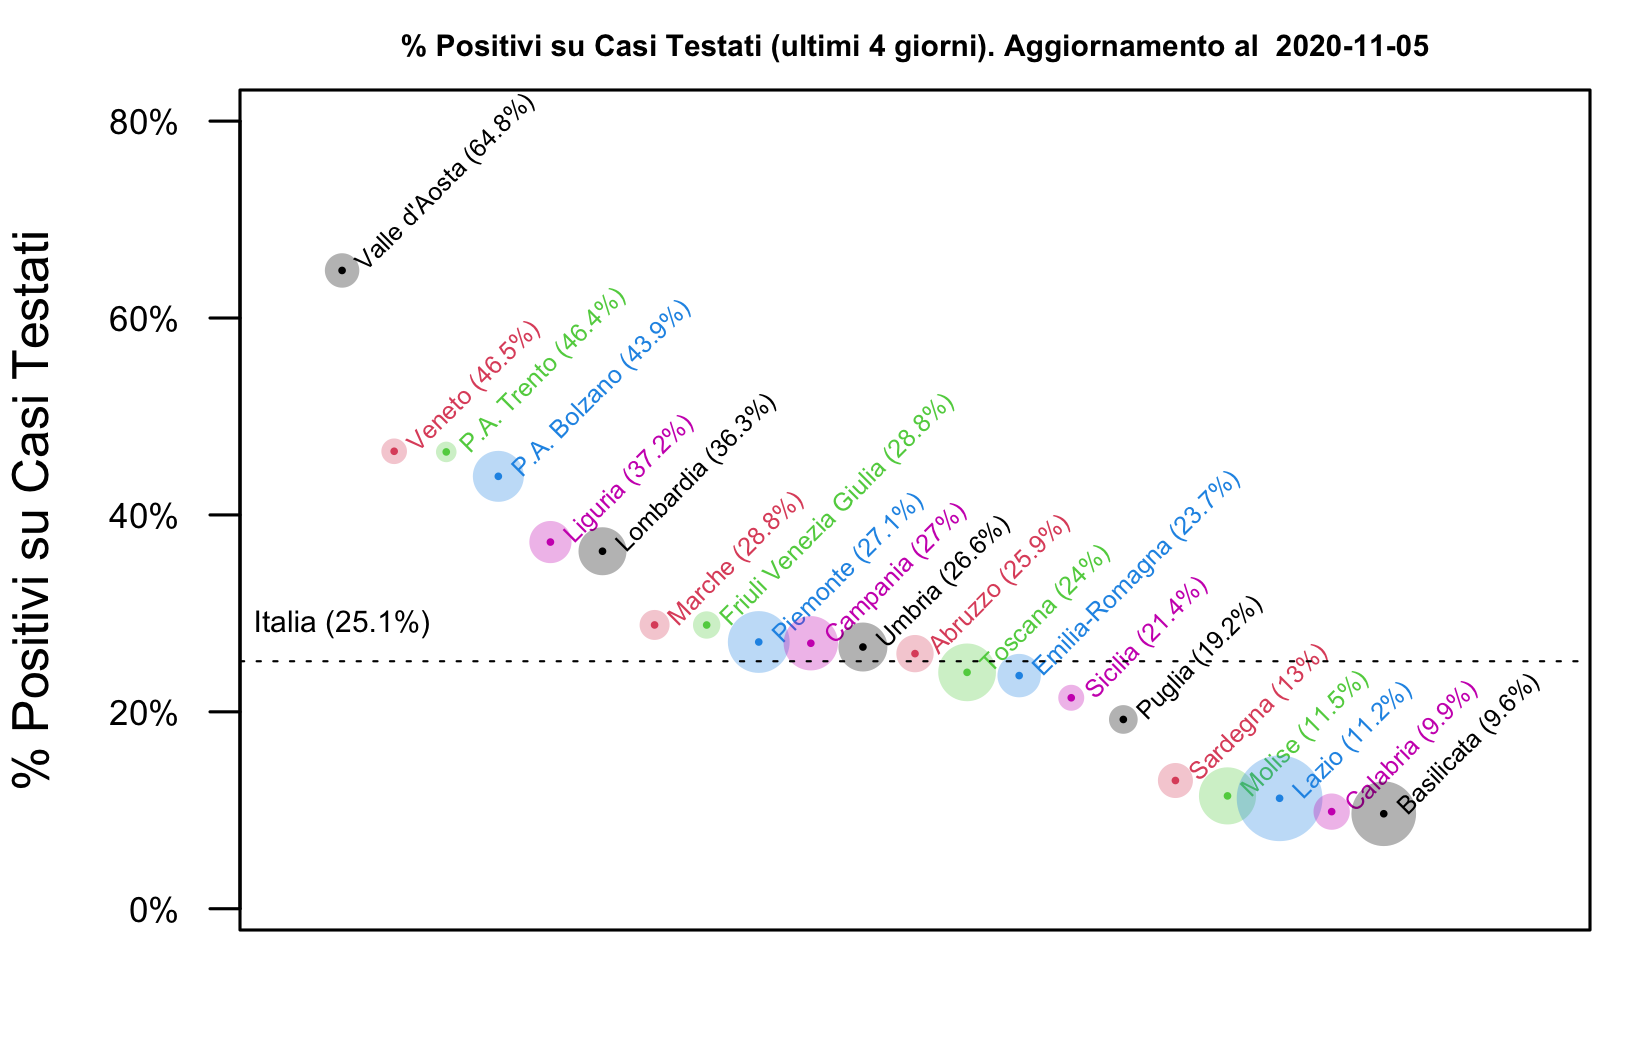 % Positivi su Casi Testati (ultimi 4 giorni). Aggiornamento al  2020-11-05
% Positivi su Casi Testati
80%
60%
40%
20%
0%
Italia (25.1%)
Valle d'Aosta (64.8%)
Veneto (46.5%)
P.A. Trento (46.4%)
P.A. Bolzano (43.9%)
Liguria (37.2%)
Lombardia (36.3%)
Marche (28.8%)
Friuli Venezia Giulia (28.8%)
Piemonte (27.1%)
Campania (27%)
Umbria (26.6%)
Abruzzo (25.9%)
Toscana (24%)
Emilia-Romagna (23.7%)
Sicilia (21.4%)
Puglia (19.2%)
Sardegna (13%)
Molise (11.5%)
Lazio (11.2%)
Calabria (9.9%)
Basilicata (9.6%)